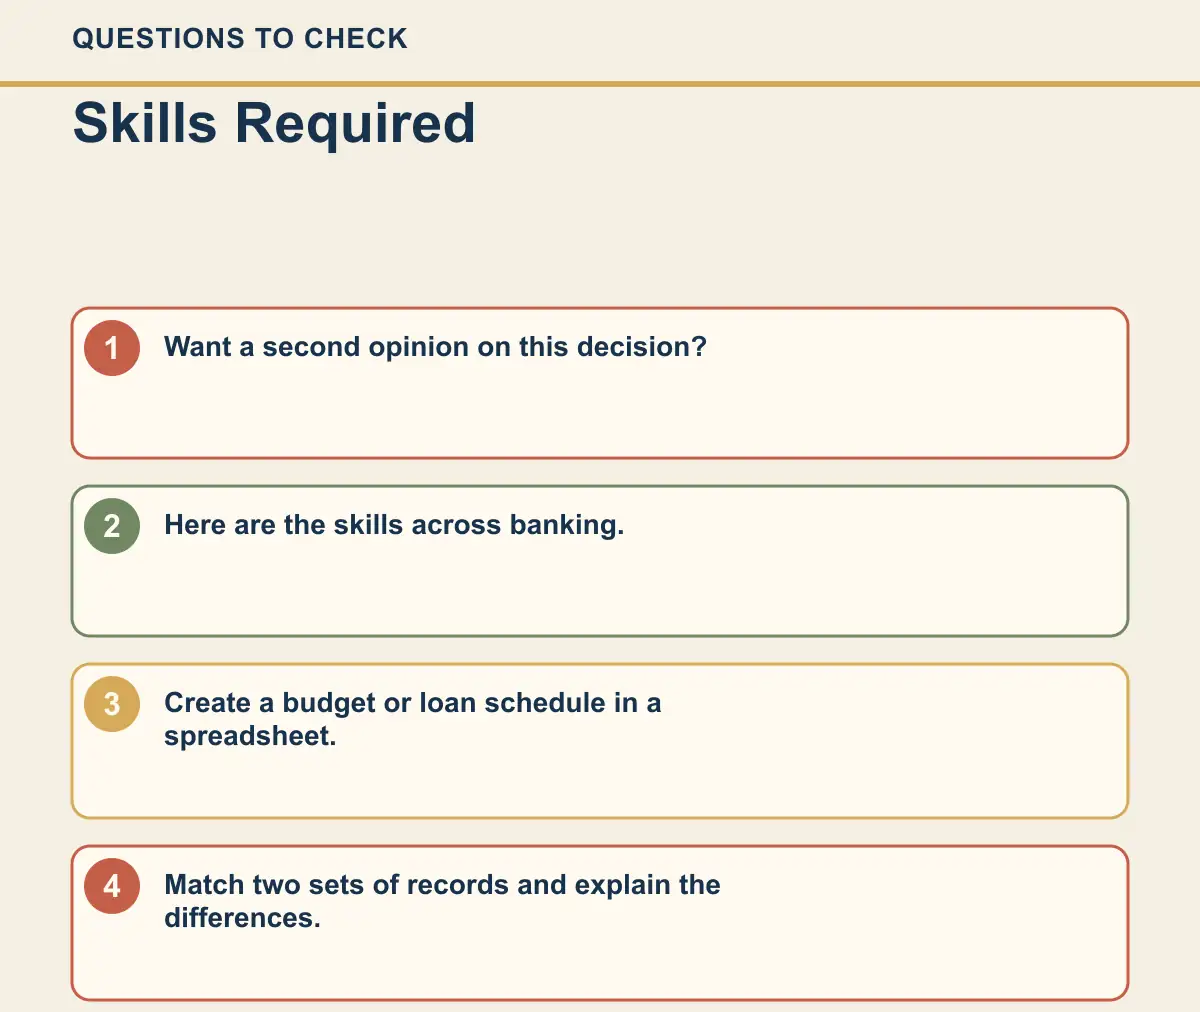 QUESTIONS TO CHECK
Skills Required
1 Want a second opinion on this decision?
2 Here are the skills across banking.
3 Create a budget or loan schedule in a
spreadsheet.
4 Match two sets of records and explain the
differences.